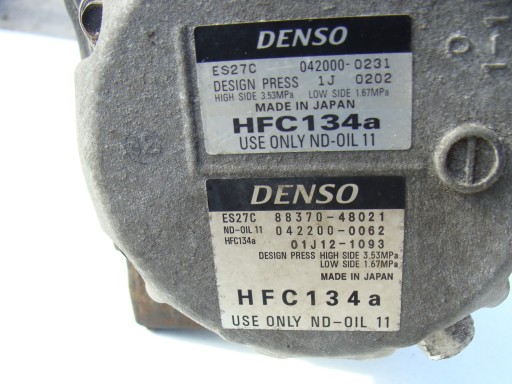 DENSO
ES27C 042000-0231
DESIGN PRESS 1J 0202
HIGH SIDE 3.53MPa LOW SIDE 1.67MPa
MADE IN JAPAN
HFC134a
USE ONLY ND-OIL 11
DENSO
ES27C 88370-48021
ND-OIL 11 042200-0062
HFC134a 01J12-1093
DESIGN PRESS HIGH SIDE 3.53MPa
LOW SIDE 1.67MPa
MADE IN JAPAN
HFC134a
USE ONLY ND-OIL 11